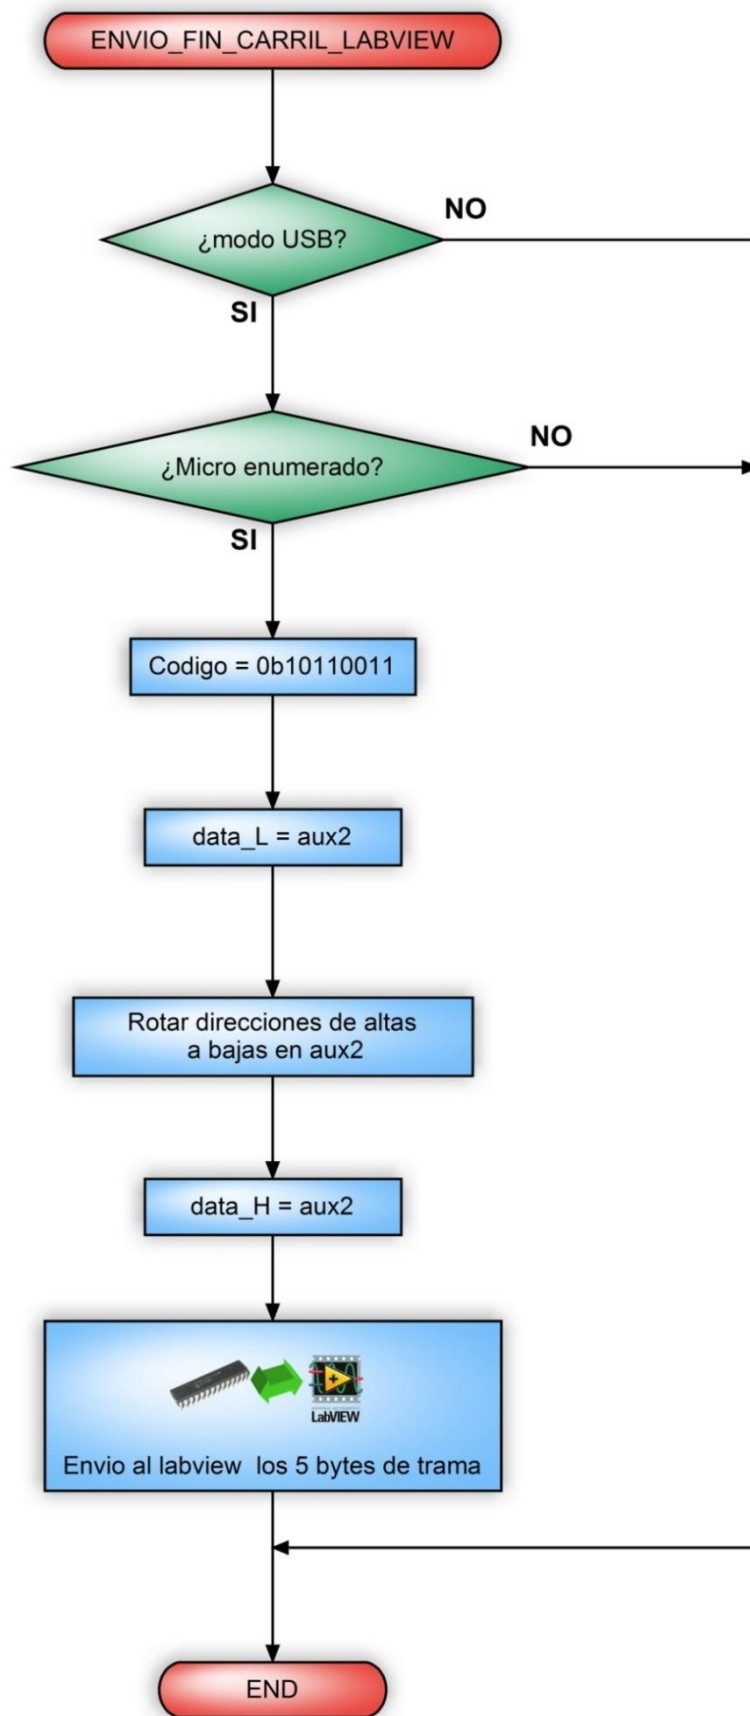 ENVIO_FIN_CARRIL_LABVIEW
¿modo USB?
NO
SI
¿Micro enumerado?
NO
SI
Codigo = 0b10110011
data_L = aux2
Rotar direcciones de altas
a bajas en aux2
data_H = aux2
LabVIEW
Envio al labview los 5 bytes de trama
END